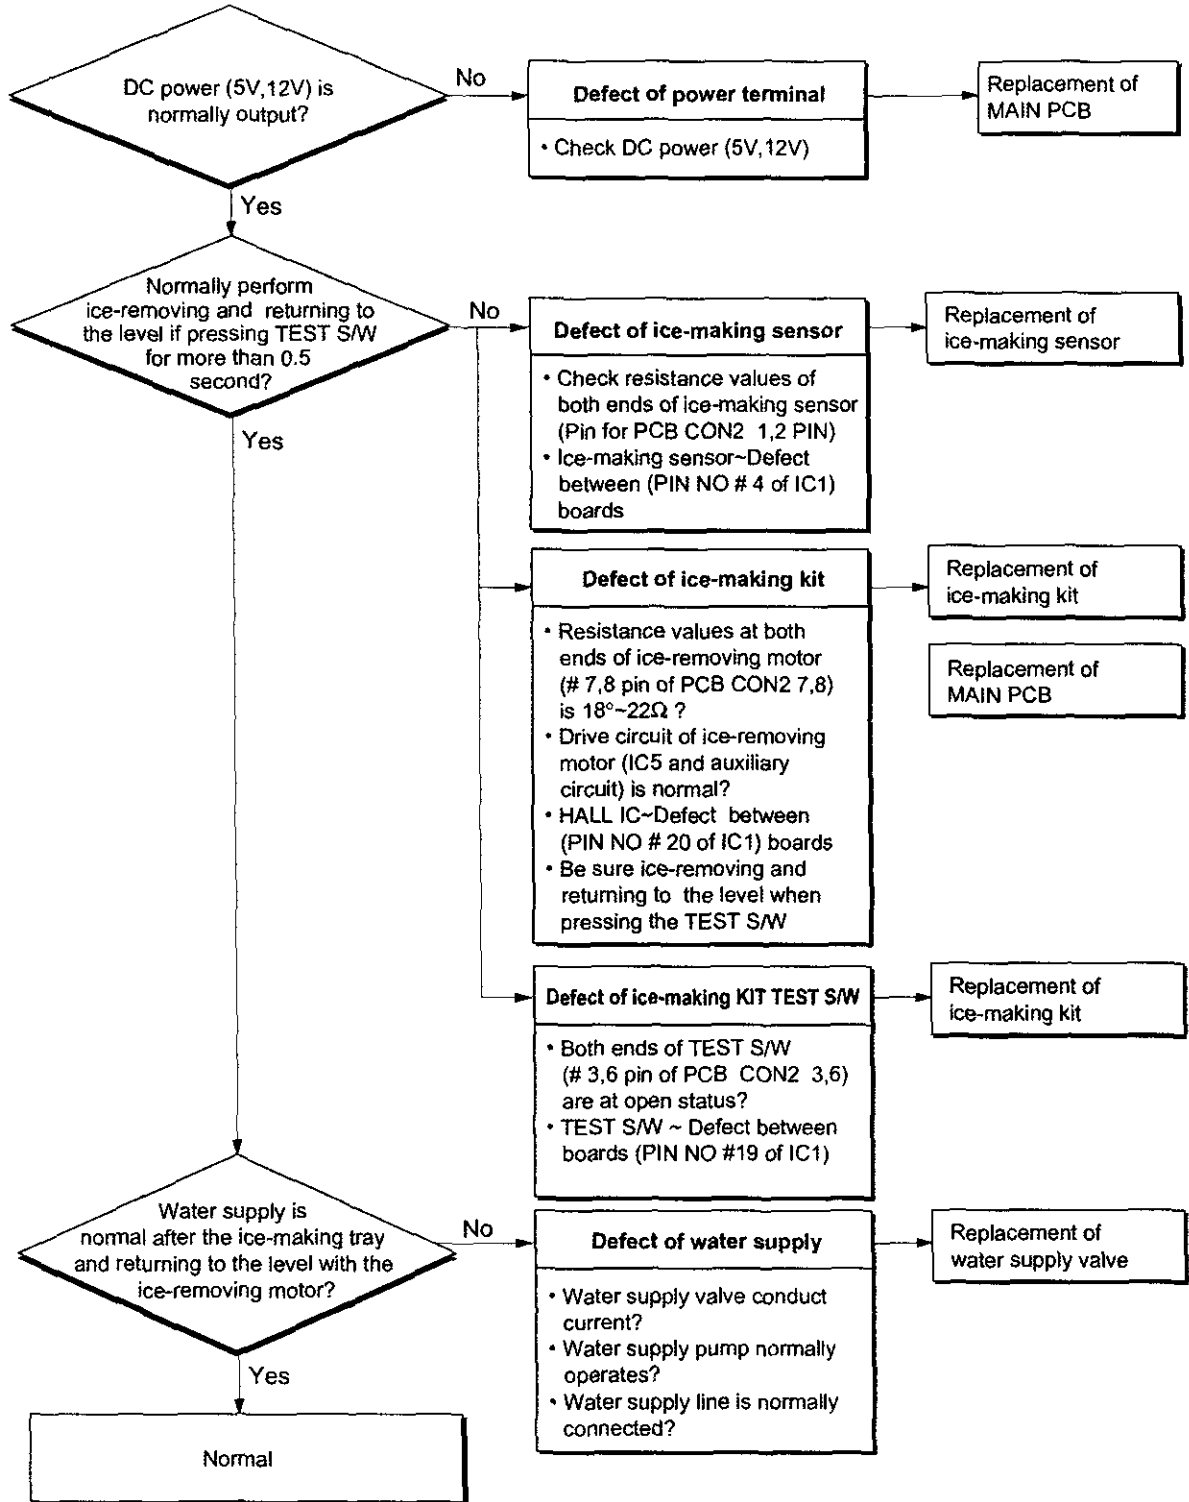 DC power (5V,12V) is
normally output?
No
Defect of power terminal
• Check DC power (5V,12V)
Replacement of
MAIN PCB
Yes
Normally perform
ice-removing and returning to
the level if pressing TEST S/W
for more than 0.5
second?
No
Defect of ice-making sensor
• Check resistance values of
both ends of ice-making sensor
(Pin for PCB CON2 1,2 PIN)
• Ice-making sensor~Defect
between (PIN NO # 4 of IC1)
boards
Replacement of
ice-making sensor
Yes
Defect of ice-making kit
• Resistance values at both
ends of ice-removing motor
(# 7,8 pin of PCB CON2 7,8)
is 18°~22Ω ?
• Drive circuit of ice-removing
motor (IC5 and auxiliary
circuit) is normal?
• HALL IC~Defect between
(PIN NO # 20 of IC1) boards
• Be sure ice-removing and
returning to the level when
pressing the TEST S/W
Replacement of
ice-making kit
Replacement of
MAIN PCB
Defect of ice-making KIT TEST S/W
• Both ends of TEST S/W
(# 3,6 pin of PCB CON2 3,6)
are at open status?
• TEST S/W ~ Defect between
boards (PIN NO #19 of IC1)
Replacement of
ice-making kit
Water supply is
normal after the ice-making tray
and returning to the level with the
ice-removing motor?
No
Defect of water supply
• Water supply valve conduct
current?
• Water supply pump normally
operates?
• Water supply line is normally
connected?
Replacement of
water supply valve
Yes
Normal